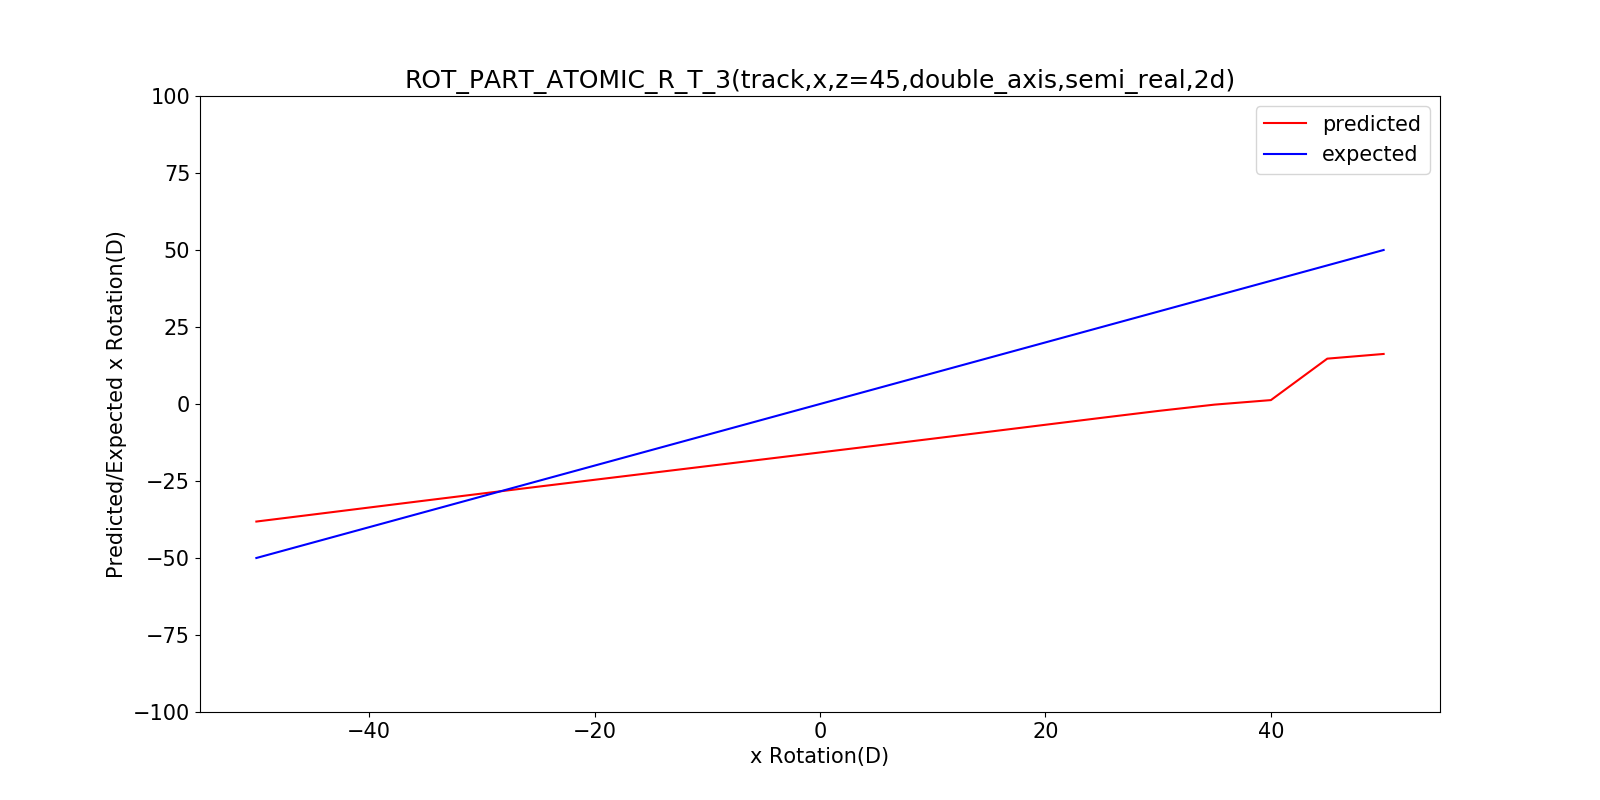 ROT_PART_ATOMIC_R_T_3(track,x,z=45,double_axis,semi_real,2d)
100
75
50
25
0
−25
−50
−75
−100
Predicted/Expected x Rotation(D)
predicted
expected
−40
−20
0
20
40
x Rotation(D)